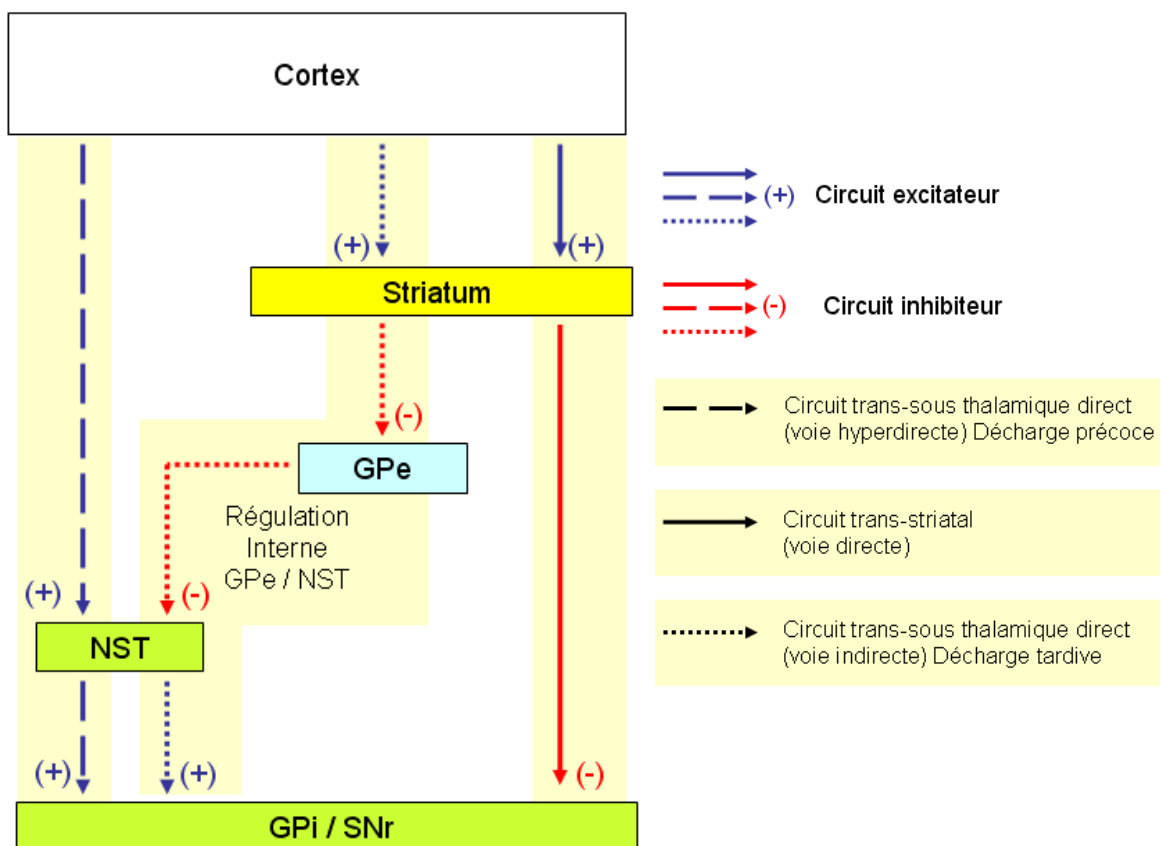 Cortex
(+)
(+)
(+) Circuit excitateur
Striatum
(-) Circuit inhibiteur
(-)
GPe
Régulation
Interne
GPe / NST
(+)
(-)
NST
(+)
(+)
(-)
GPi / SNr
Circuit trans-sous thalamique direct
(voie hyperdirecte) Décharge précoce
Circuit trans-striatal
(voie directe)
Circuit trans-sous thalamique direct
(voie indirecte) Décharge tardive